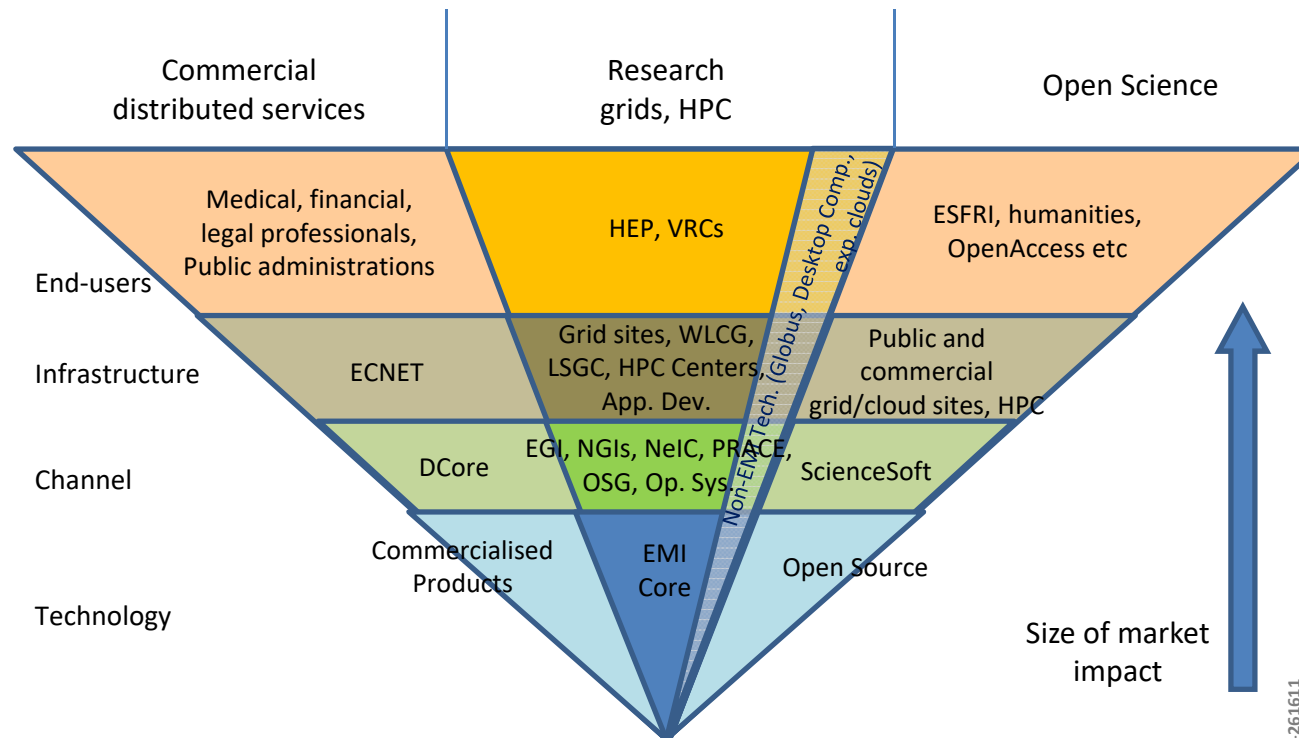 Commercial
distributed services
Research
grids, HPC
Open Science
Medical, financial,
legal professionals,
Public administrations
HEP, VRCs
Non-EMI Tech. (Globus, Desktop Comp.,
exp. clouds)
ESFRI, humanities,
OpenAccess etc
End-users
Infrastructure
ECNET
Grid sites, WLCG,
LSGC, HPC Centers,
App. Dev.
Public and
commercial
grid/cloud sites, HPC
Channel
DCore
EGI, NGIs, NeIC, PRACE,
OSG, Op. Sys.
ScienceSoft
Technology
Commercialised
Products
EMI
Core
Open Source
Size of market
impact
-261611